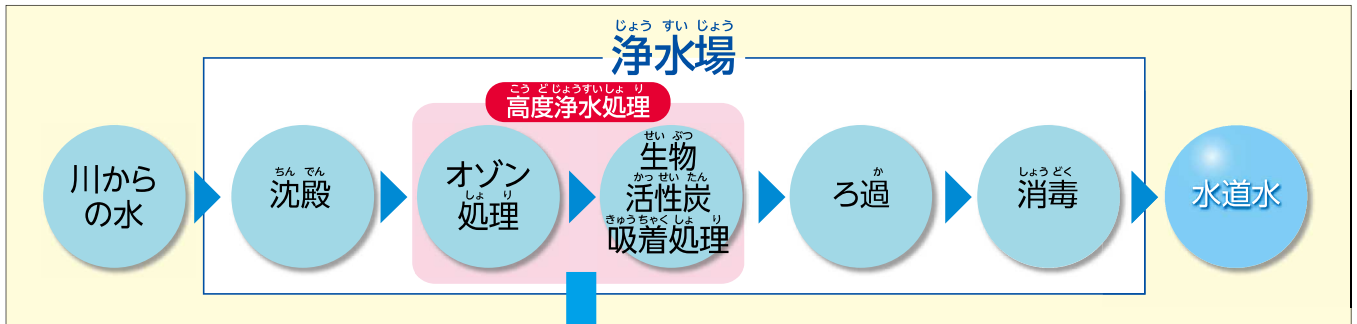 じょう すい じょう
浄水場
こう ど じょうすいしょ り
高度浄水処理
川から
の水
ちん でん
沈殿
オゾン
しょ り
処理
せい ぶつ
生物
かっ せい たん
活性炭
きゅうちゃく しょ り
吸着処理
か
ろ過
しょう どく
消毒
水道水